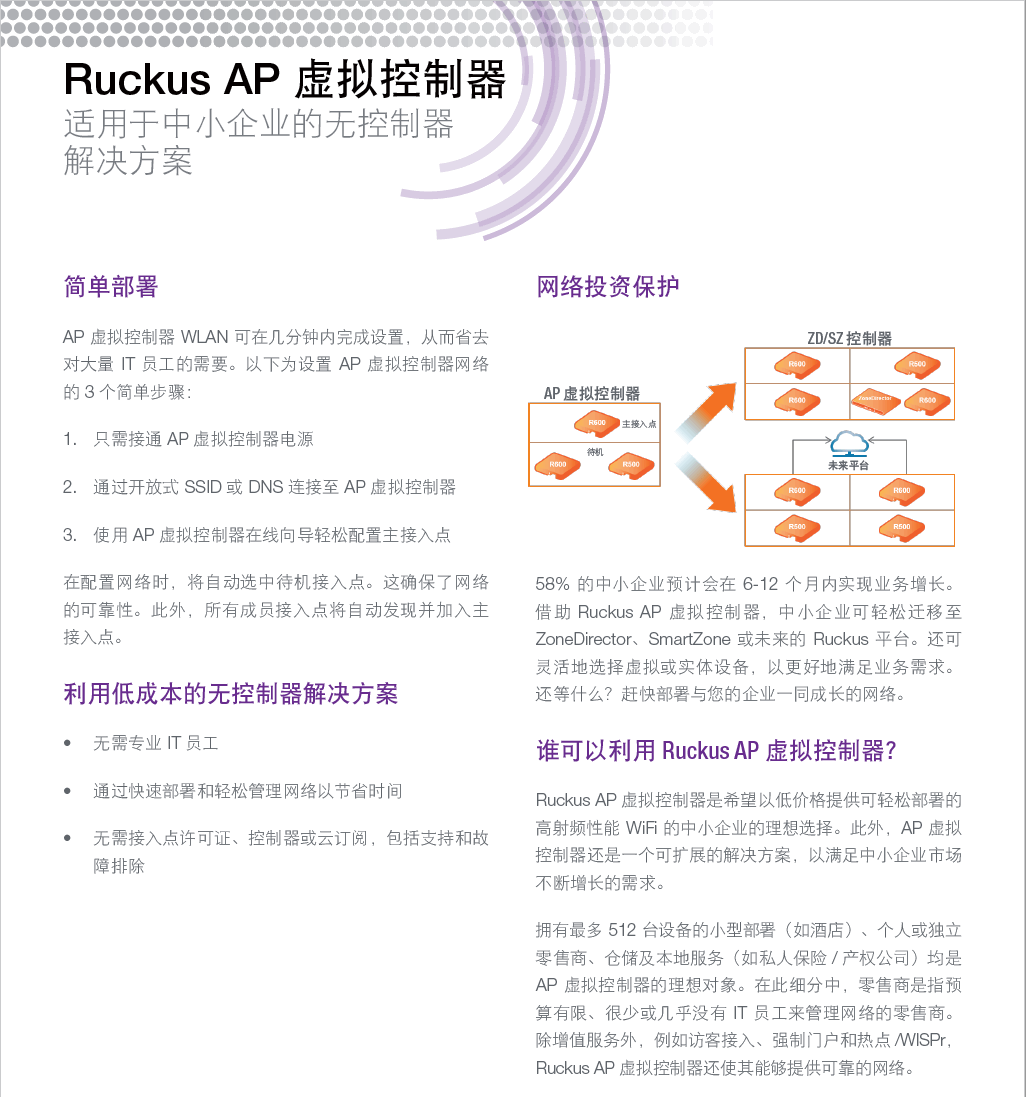 Ruckus AP 虚拟控制器
适用于中小企业的无控制器
解决方案
简单部署
AP 虚拟控制器 WLAN 可在几分钟内完成设置，从而省去
对大量 IT 员工的需要。以下为设置 AP 虚拟控制器网络
的 3 个简单步骤：
1. 只需接通 AP 虚拟控制器电源
2. 通过开放式 SSID 或 DNS 连接至 AP 虚拟控制器
3. 使用 AP 虚拟控制器在线向导轻松配置主接入点
在配置网络时，将自动选中待机接入点。这确保了网络
的可靠性。此外，所有成员接入点将自动发现并加入主
接入点。
利用低成本的无控制器解决方案
• 无需专业 IT 员工
• 通过快速部署和轻松管理网络以节省时间
• 无需接入点许可证、控制器或云订阅，包括支持和故
障排除
网络投资保护
ZD/SZ 控制器
R600 R600
R600 ZoneDirector R600
AP 虚拟控制器
R600 主接入点
待机
R600 R500
未来平台
R600 R600
R500 R500
58% 的中小企业预计会在 6-12 个月内实现业务增长。
借助 Ruckus AP 虚拟控制器，中小企业可轻松迁移至
ZoneDirector、SmartZone 或未来的 Ruckus 平台。还可
灵活地选择虚拟或实体设备，以更好地满足业务需求。
还等什么？赶快部署与您的企业一同成长的网络。
谁可以利用 Ruckus AP 虚拟控制器？
Ruckus AP 虚拟控制器是希望以低价格提供可轻松部署的
高射频性能 WiFi 的中小企业的理想选择。此外，AP 虚拟
控制器还是一个可扩展的解决方案，以满足中小企业市场
不断增长的需求。
拥有最多 512 台设备的小型部署（如酒店）、个人或独立
零售商、仓储及本地服务（如私人保险 / 产权公司）均是
AP 虚拟控制器的理想对象。在此细分中，零售商是指预
算有限、很少或几乎没有 IT 员工来管理网络的零售商。
除增值服务外，例如访客接入、强制门户和热点 /WISPr，
Ruckus AP 虚拟控制器还使其能够提供可靠的网络。